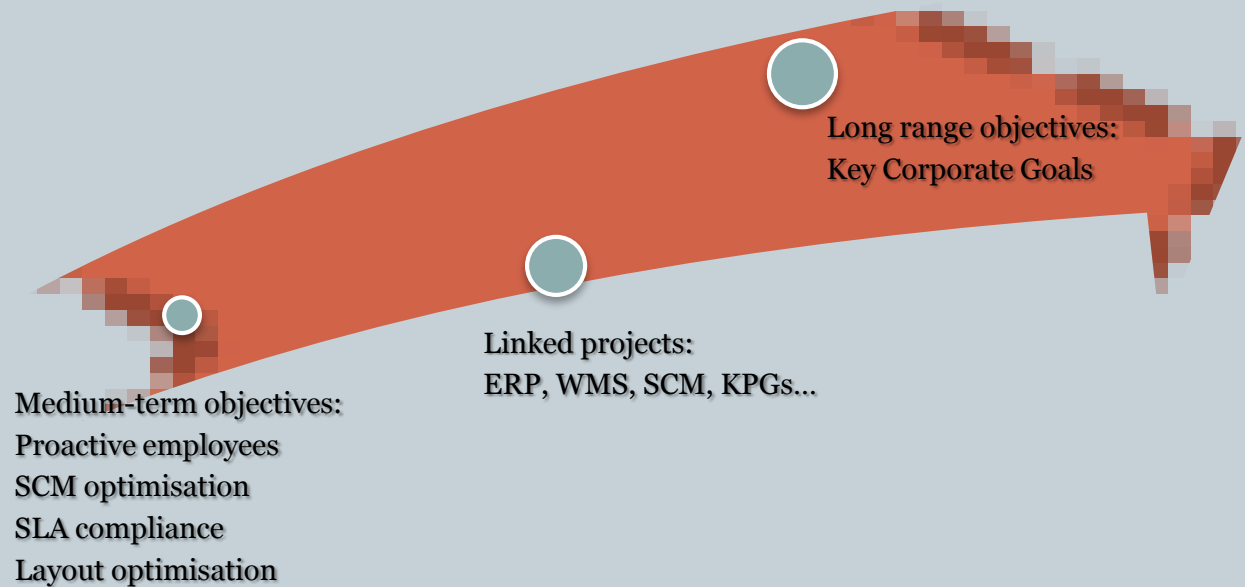 Long range objectives:
Key Corporate Goals
Linked projects:
ERP, WMS, SCM, KPGs...
Medium-term objectives:
Proactive employees
SCM optimisation
SLA compliance
Layout optimisation